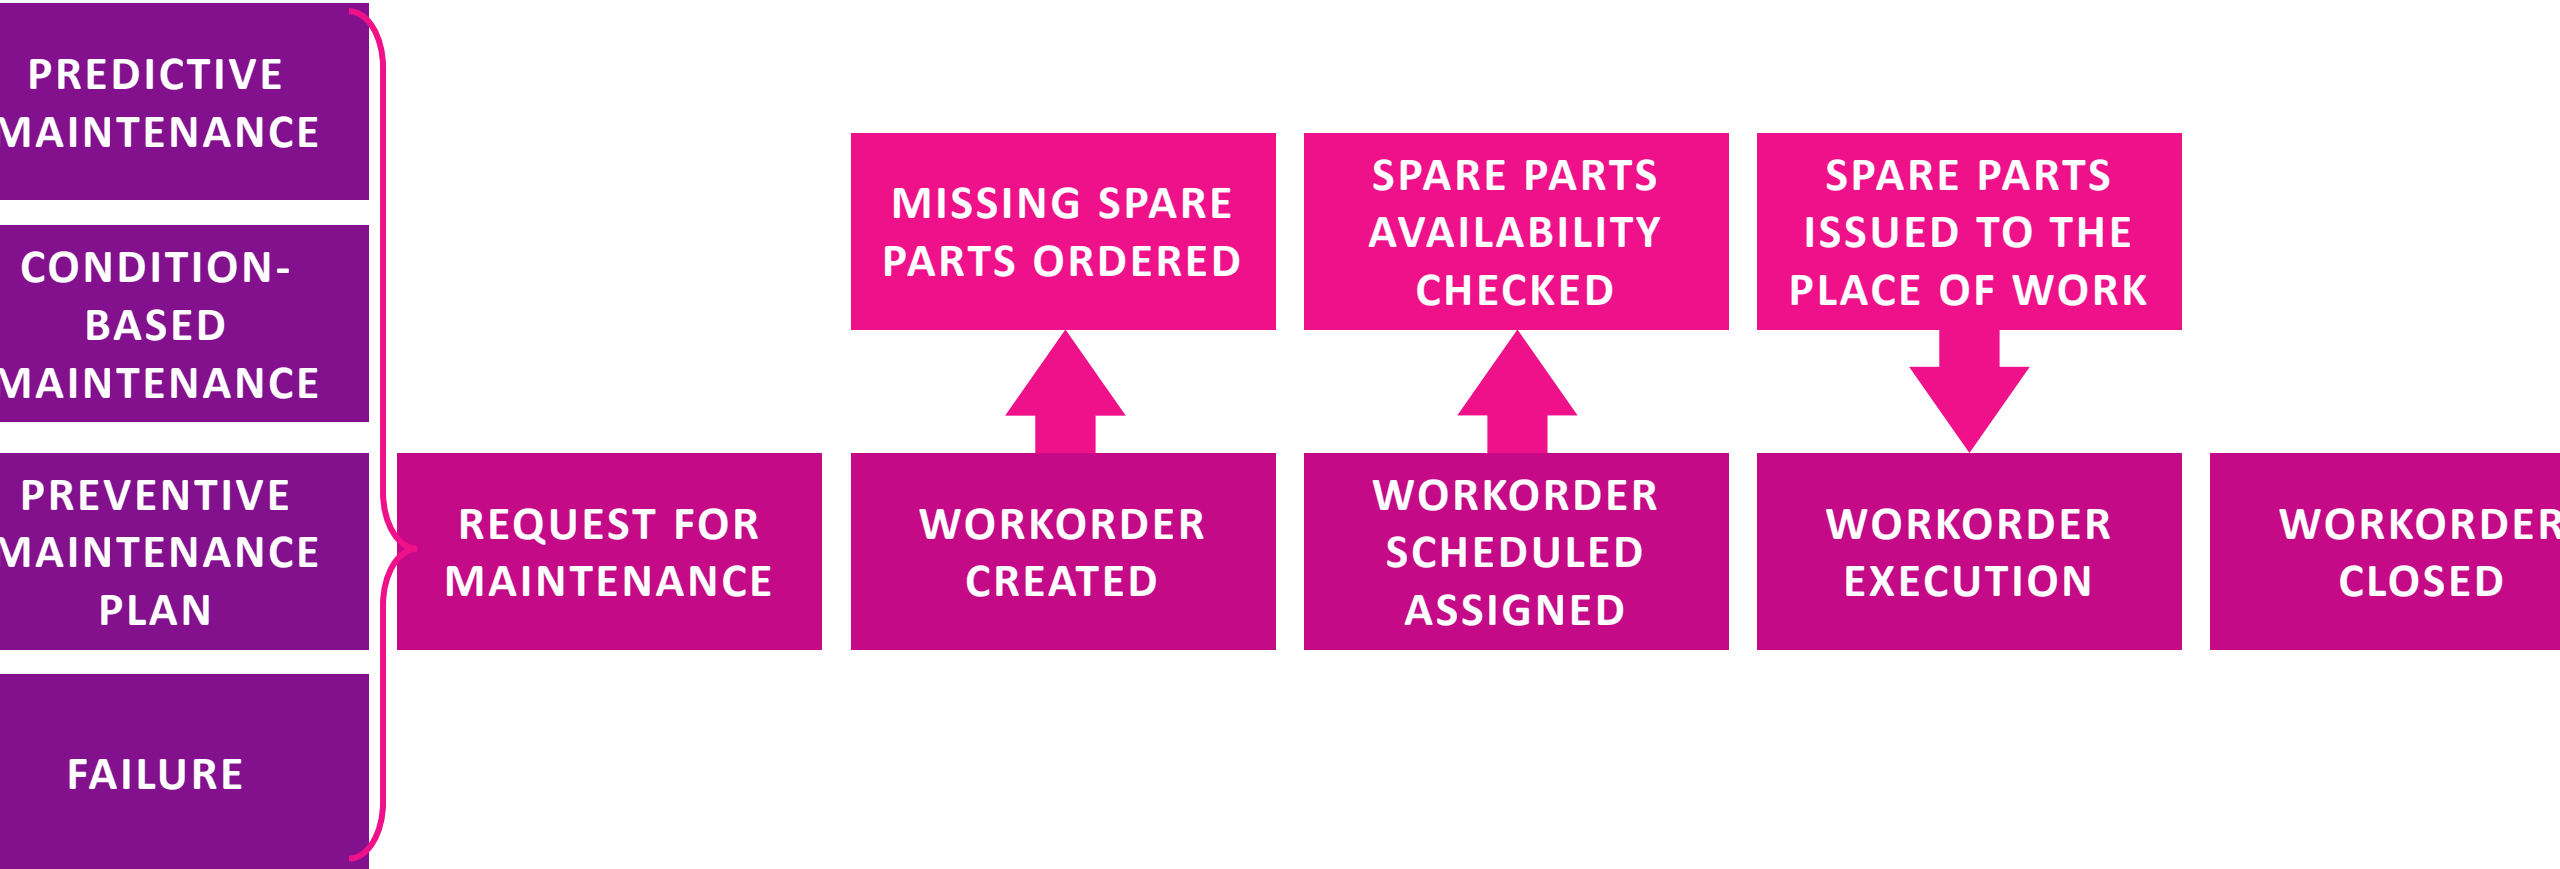 PREDICTIVE
MAINTENANCE
CONDITION-
BASED
MAINTENANCE
PREVENTIVE
MAINTENANCE
PLAN
FAILURE
REQUEST FOR
MAINTENANCE
MISSING SPARE
PARTS ORDERED
WORKORDER
CREATED
SPARE PARTS
AVAILABILITY
CHECKED
WORKORDER
SCHEDULED
ASSIGNED
SPARE PARTS
ISSUED TO THE
PLACE OF WORK
WORKORDER
EXECUTION
WORKORDER
CLOSED